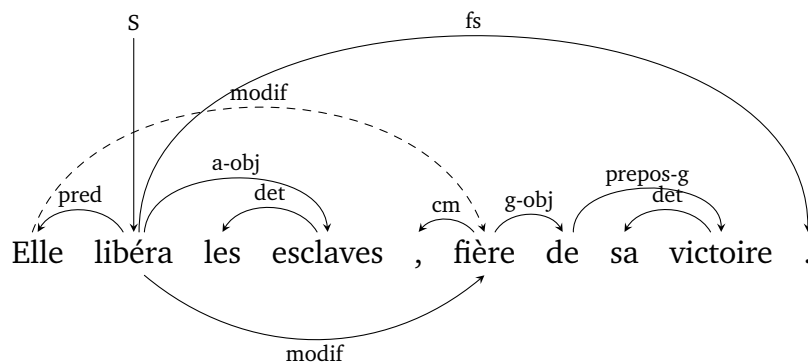 S
fs
modif
a-obj
prepos-g
pred
det
cm
g-obj
det
Elle libéra les esclaves , fière de sa victoire .
modif